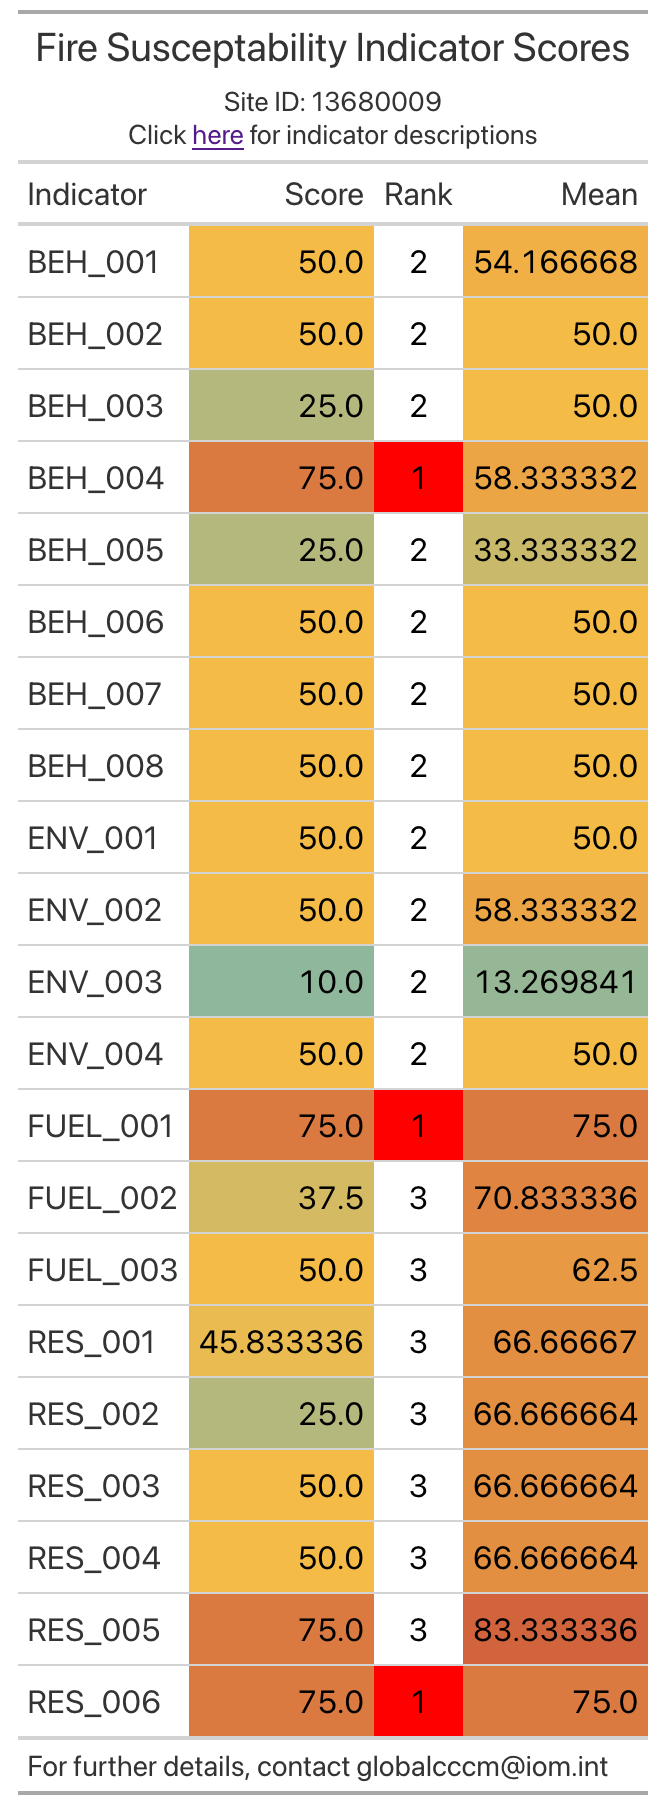 Fire Susceptability Indicator Scores
Site ID: 13680009
Click here for indicator descriptions
Indicator Score Rank Mean
BEH_001 50.0 2 54.166668
BEH_002 50.0 2 50.0
BEH_003 25.0 2 50.0
BEH_004 75.0 1 58.333332
BEH_005 25.0 2 33.333332
BEH_006 50.0 2 50.0
BEH_007 50.0 2 50.0
BEH_008 50.0 2 50.0
ENV_001 50.0 2 50.0
ENV_002 50.0 2 58.333332
ENV_003 10.0 2 13.269841
ENV_004 50.0 2 50.0
FUEL_001 75.0 1 75.0
FUEL_002 37.5 3 70.833336
FUEL_003 50.0 3 62.5
RES_001 45.833336 3 66.66667
RES_002 25.0 3 66.666664
RES_003 50.0 3 66.666664
RES_004 50.0 3 66.666664
RES_005 75.0 3 83.333336
RES_006 75.0 1 75.0
For further details, contact globalcccm@iom.int